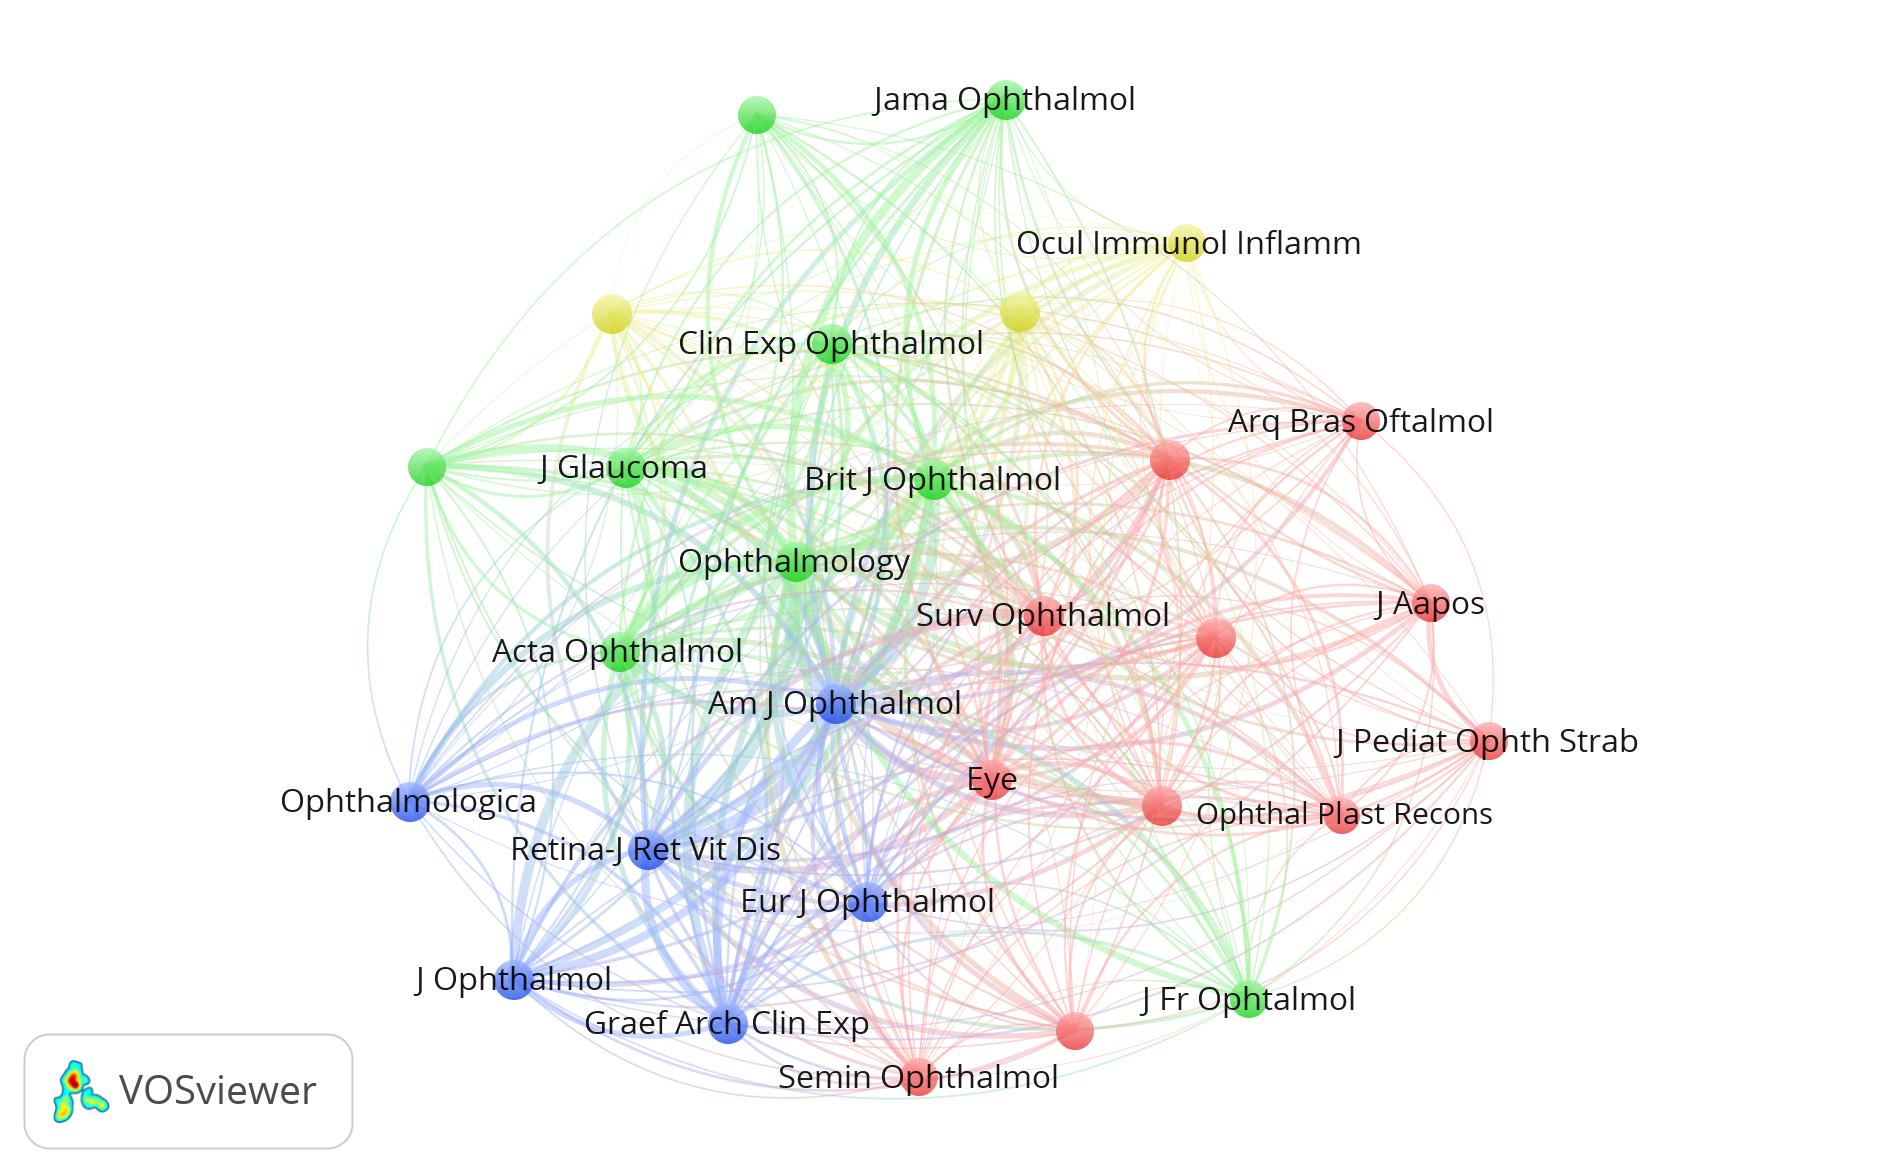 Jama Ophthalmol
Ocul Immunol Inflamm
Clin Exp Ophthalmol
Arq Bras Oftalmol
J Glaucoma
Brit J Ophthalmol
Ophthalmology
Surv Ophthalmol
J Aapos
Acta Ophthalmol
Am J Ophthalmol
J Pediat Ophth Strab
Eye
Ophthalmologica
Ophthal Plast Recons
Retina-J Ret Vit Dis
Eur J Ophthalmol
J Ophthalmol
J Fr Ophtalmol
Graef Arch Clin Exp
Semin Ophthalmol
VOSviewer